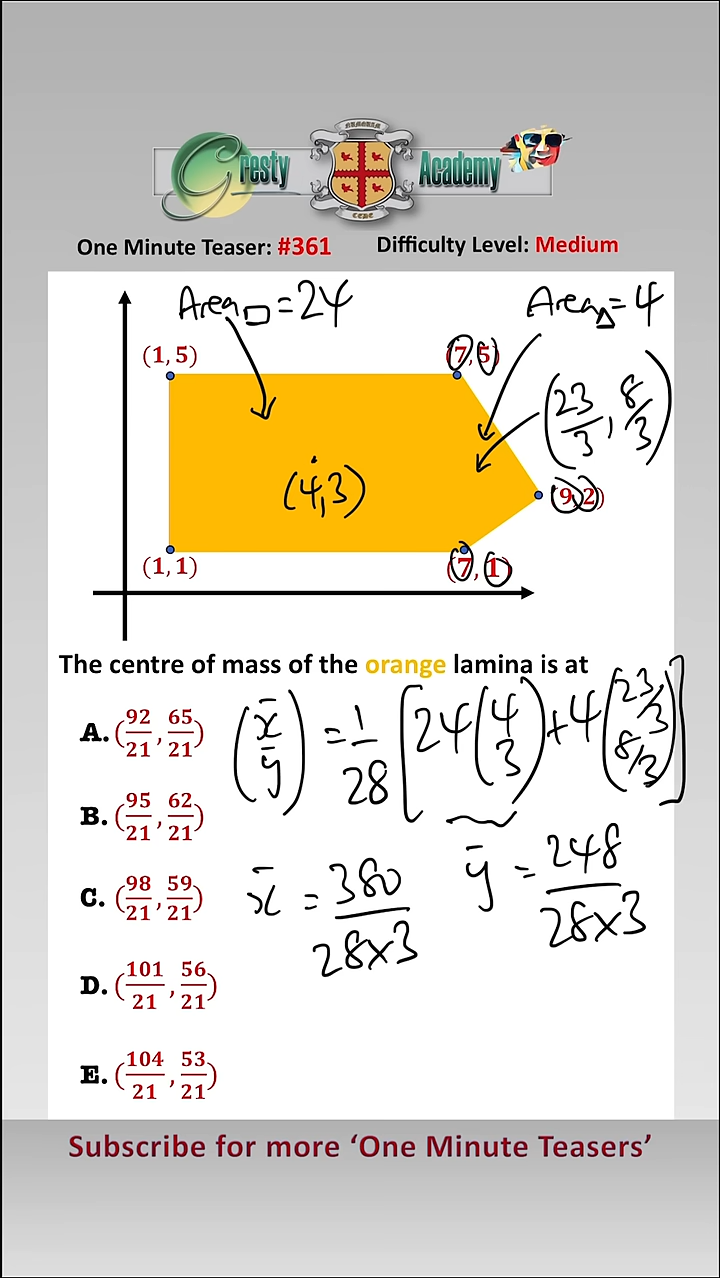 NUMQUAM
Gresty Academy
CEDE
One Minute Teaser: #361 Difficulty Level: Medium
Area□=24 Area△=4
(1, 5) (7, 5)
(23/3, 8/3)
(4,3) (9, 2)
(1, 1) (7, 1)
The centre of mass of the orange lamina is at
A. (92/21, 65/21) (x̄ ȳ) = 1/28 [24(4 3)+4(23/3 8/3)]
B. (95/21, 62/21)
C. (98/21, 59/21) x̄ = 380/28×3 ȳ = 248/28×3
D. (101/21, 56/21)
E. (104/21, 53/21)
Subscribe for more ‘One Minute Teasers’